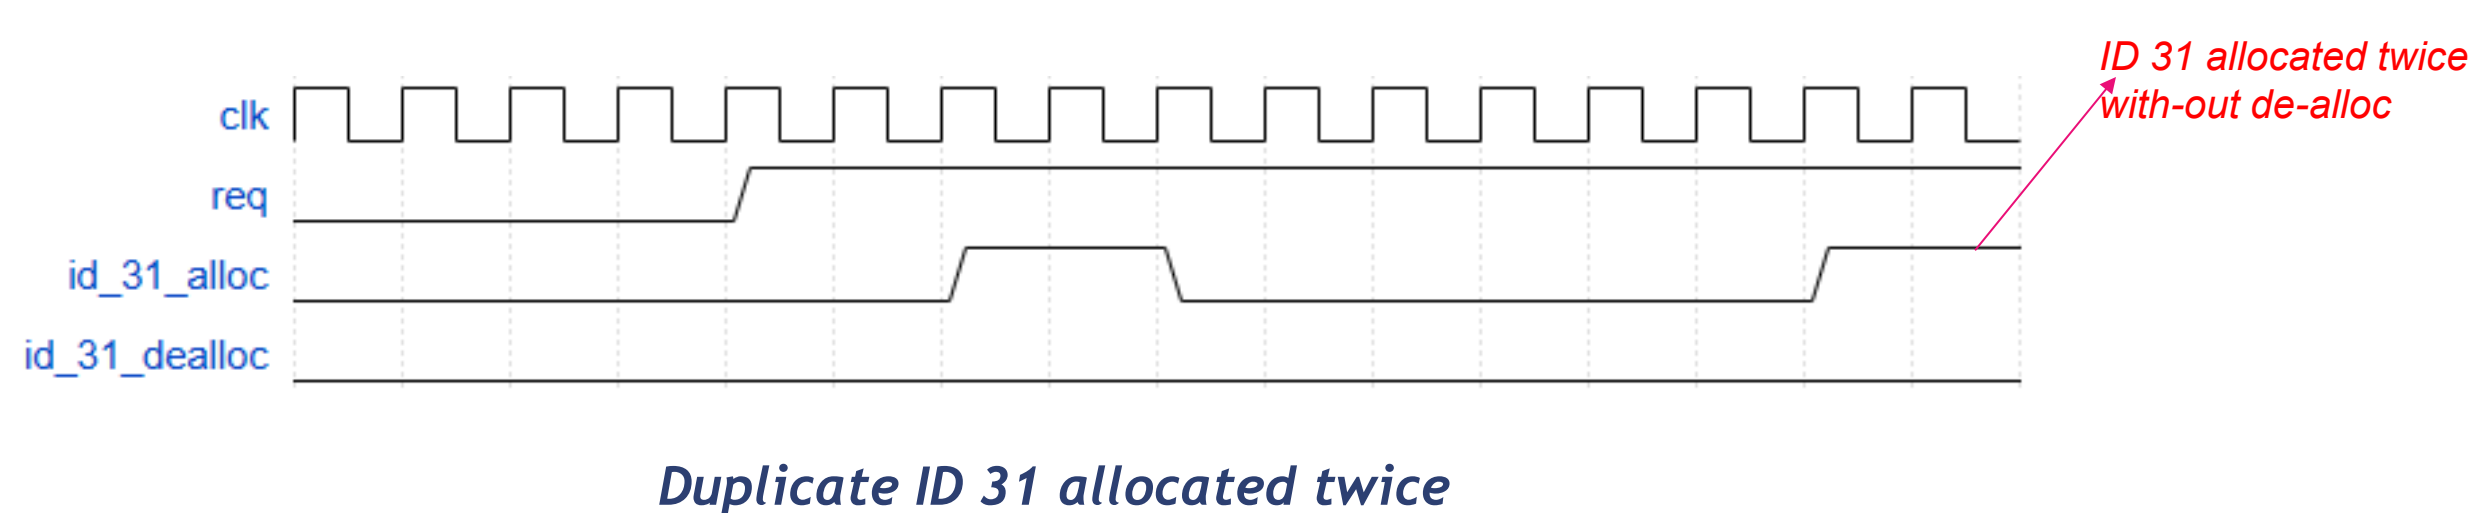 ID 31 allocated twice
with-out de-alloc
clk
req
id_31_alloc
id_31_dealloc
Duplicate ID 31 allocated twice